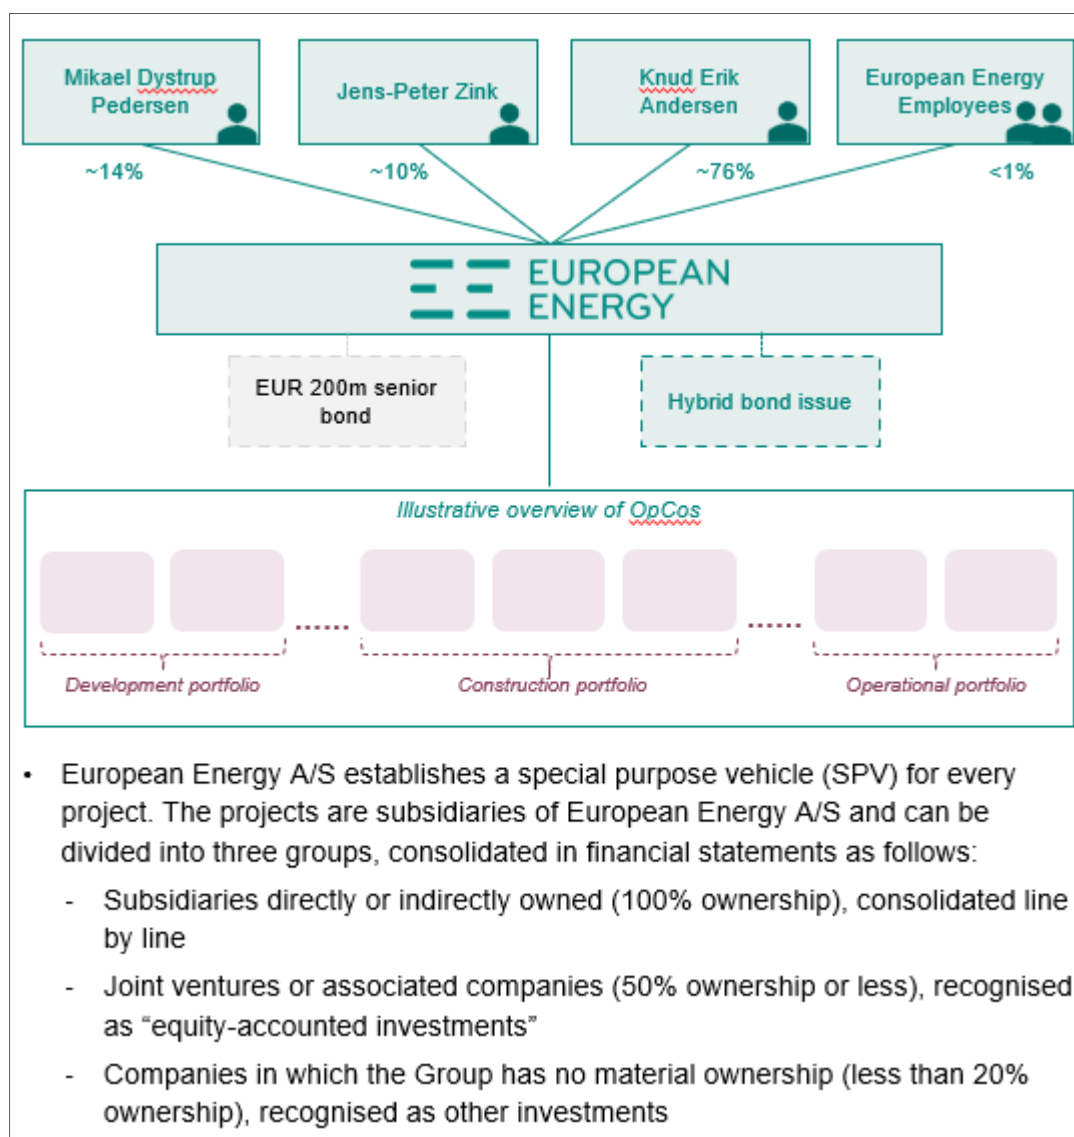 Mikael Dystrup
Pedersen
Jens-Peter Zink
Knud Erik
Andersen
European Energy
Employees
~14%
~10%
~76%
<1%
EUROPEAN
ENERGY
EUR 200m senior
bond
Hybrid bond issue
Illustrative overview of OpCos
......
......
Development portfolio
Construction portfolio
Operational portfolio
• European Energy A/S establishes a special purpose vehicle (SPV) for every
project. The projects are subsidiaries of European Energy A/S and can be
divided into three groups, consolidated in financial statements as follows:
- Subsidiaries directly or indirectly owned (100% ownership), consolidated line
by line
- Joint ventures or associated companies (50% ownership or less), recognised
as “equity-accounted investments”
- Companies in which the Group has no material ownership (less than 20%
ownership), recognised as other investments